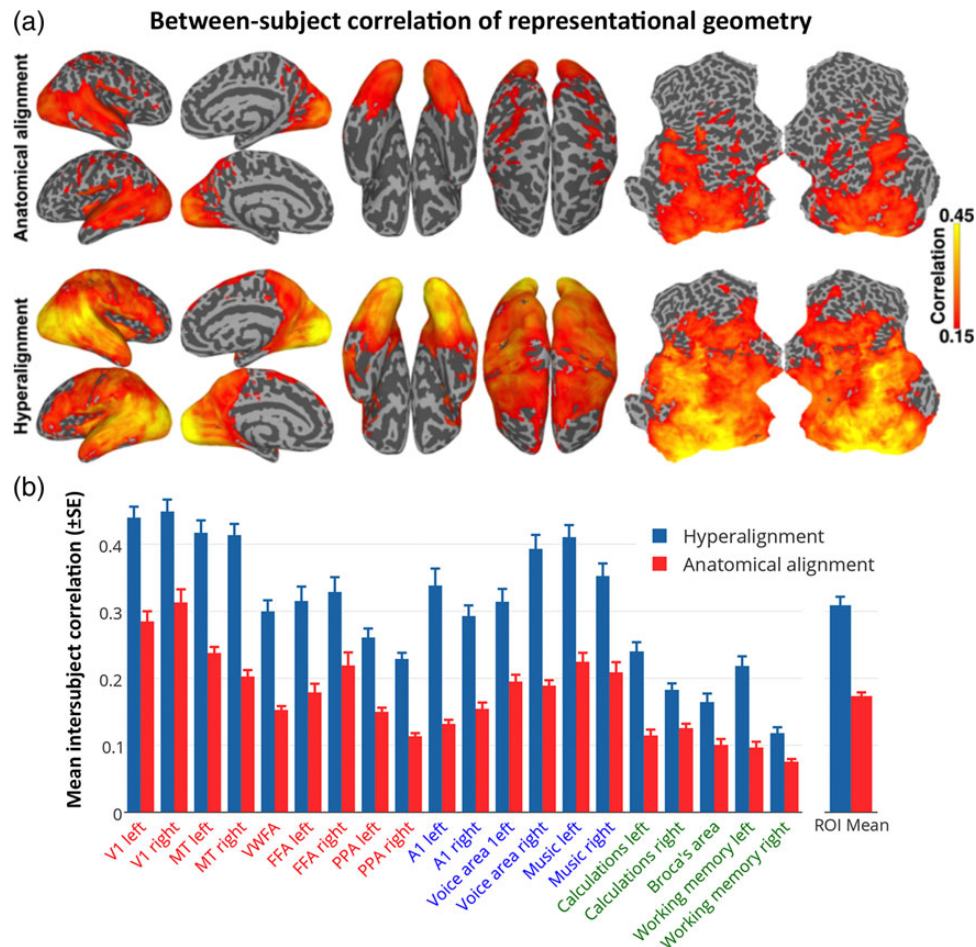 (a) Between-subject correlation of representational geometry
Anatomical alignment
Hyperalignment
0.45
Correlation
0.15
(b)
Mean intersubject correlation (±SE)
0.4
0.3
0.2
0.1
0
Hyperalignment
Anatomical alignment
V1 left
V1 right
MT left
MT right
VWFA
FFA left
FFA right
PPA left
PPA right
A1 left
A1 right
Voice area left
Voice area right
Music left
Music right
Calculations left
Calculations right
Broca's area
Working memory left
Working memory right
ROI Mean